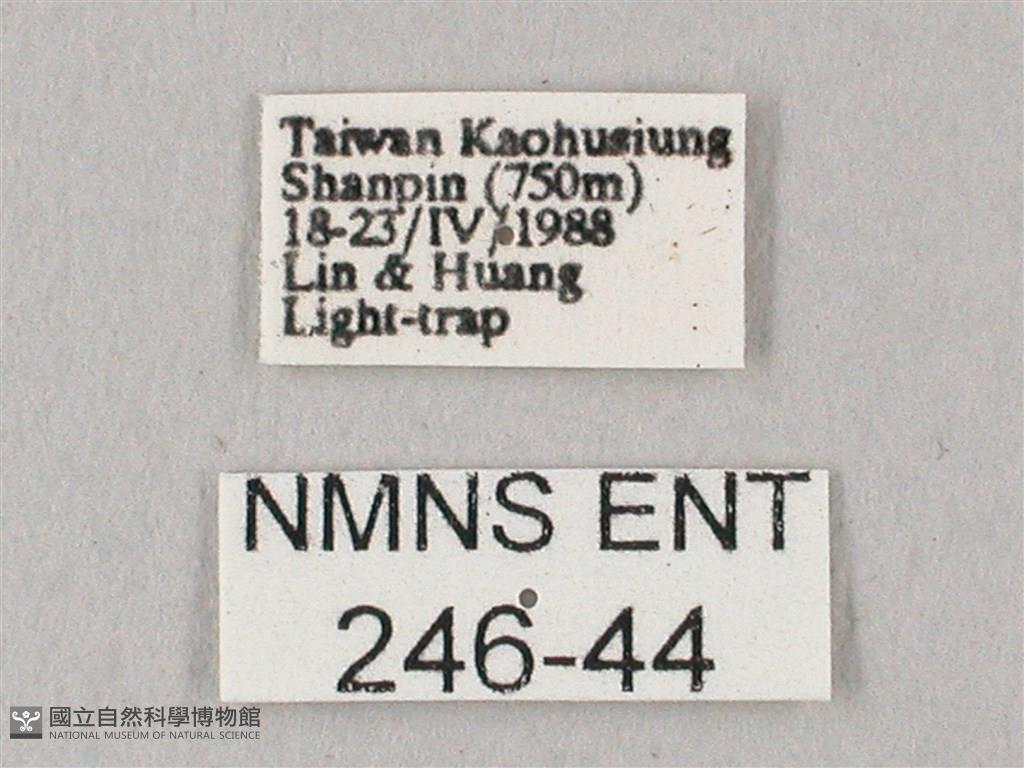 Taiwan Kaohusiung
Shanpin (750m)
18-23/IV/1988
Lin & Huang
Light-trap
NMNS ENT
246-44
國立自然科學博物館
NATIONAL MUSEUM OF NATURAL SCIENCE